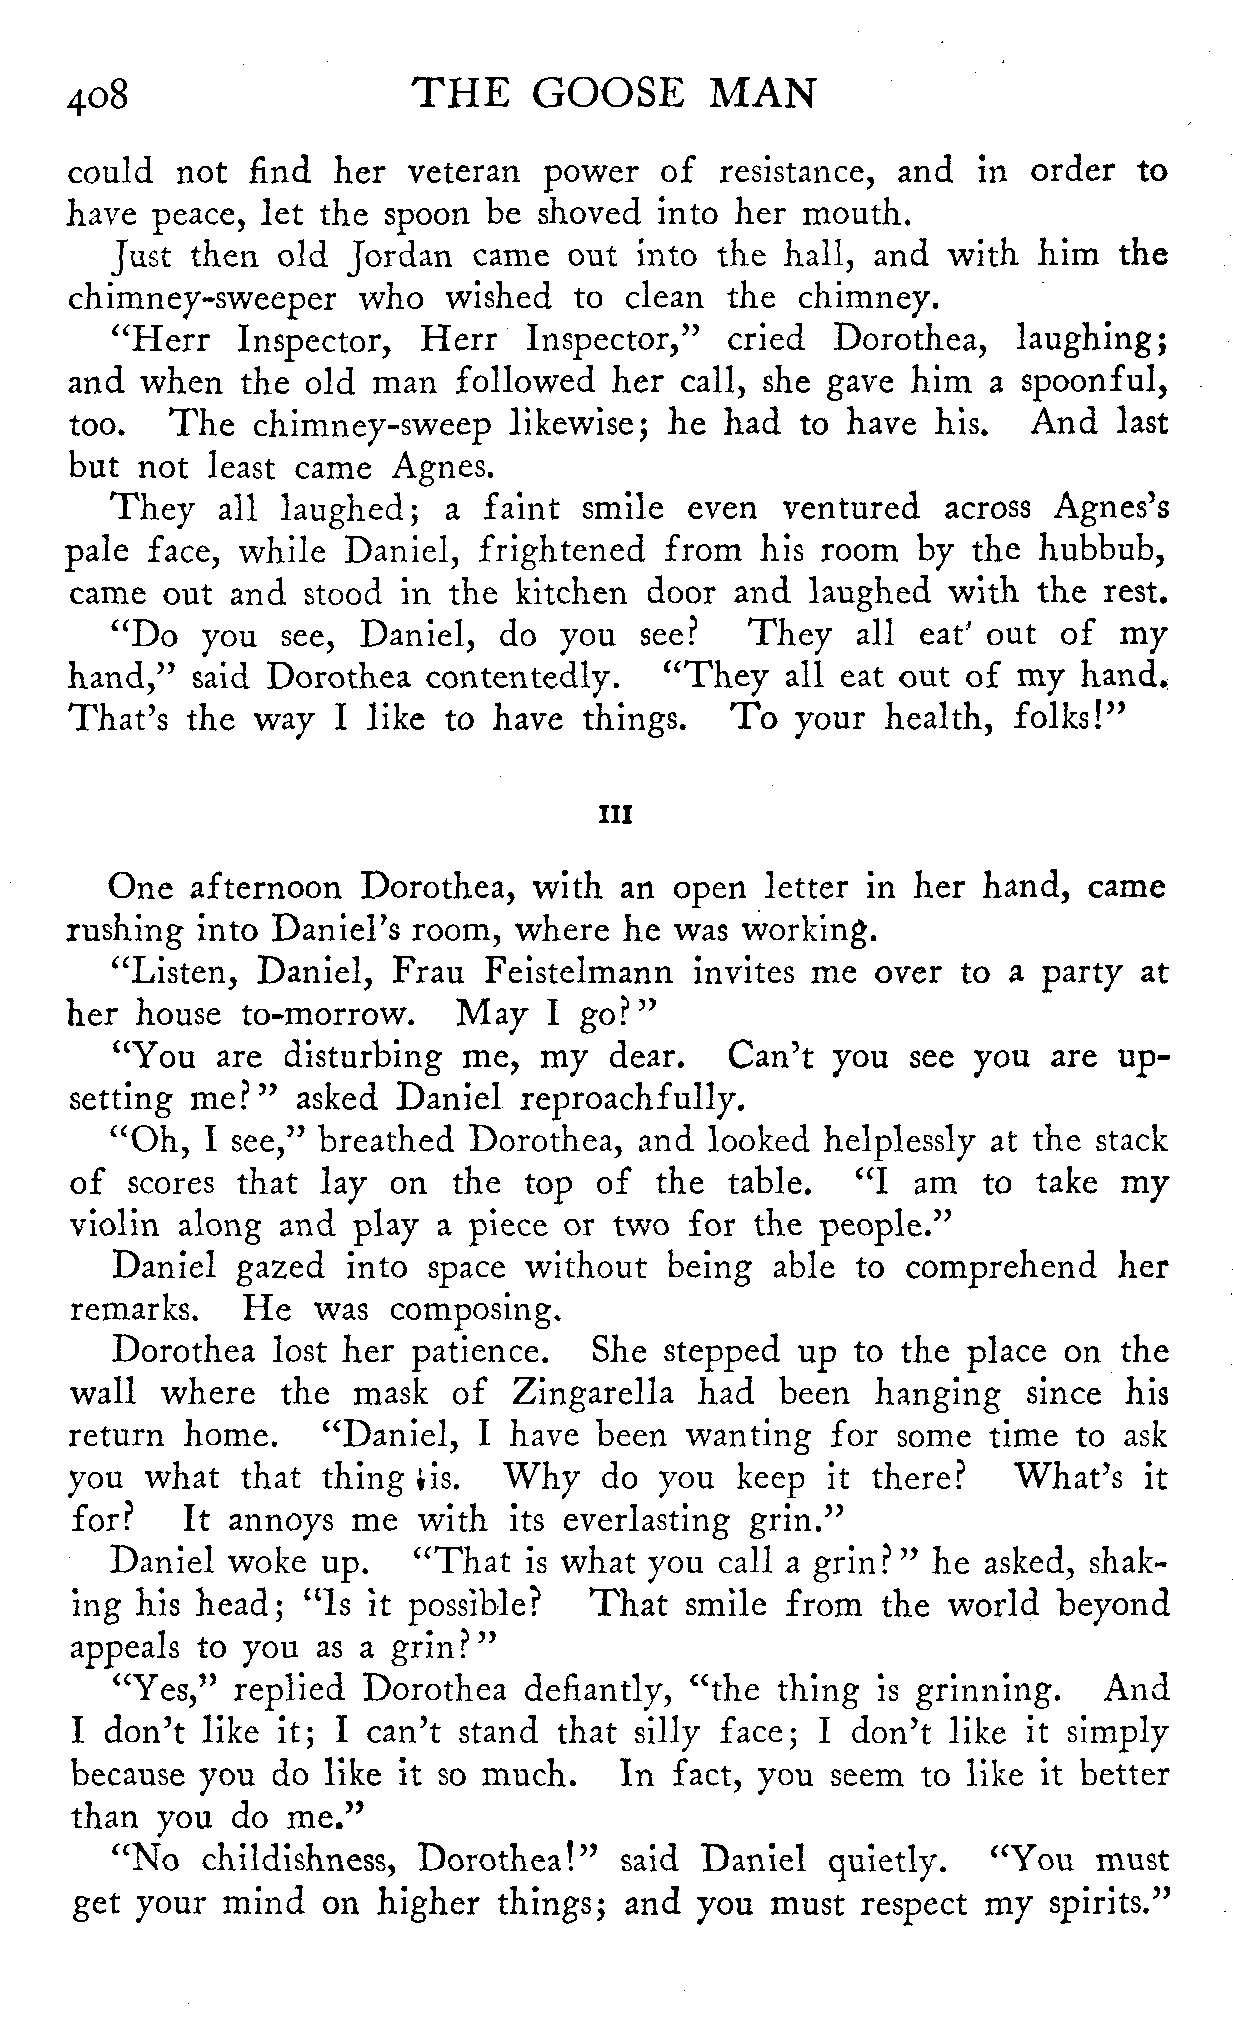 408 THE GOOSE MAN
could not find her veteran power of resistance, and in order to
have peace, let the spoon be shoved into her mouth.
Just then old Jordan came out into the hall, and with him the
chimney-sweeper who wished to clean the chimney.
“Herr Inspector, Herr Inspector,” cried Dorothea, laughing;
and when the old man followed her call, she gave him a spoonful,
too. The chimney-sweep likewise; he had to have his. And last
but not least came Agnes.
They all laughed; a faint smile even ventured across Agnes’s
pale face, while Daniel, frightened from his room by the hubbub,
came out and stood in the kitchen door and laughed with the rest.
“Do you see, Daniel, do you see? They all eat’ out of my
hand,” said Dorothea contentedly. “They all eat out of my hand.
That’s the way I like to have things. To your health, folks!”
III
One afternoon Dorothea, with an open letter in her hand, came
rushing into Daniel’s room, where he was working.
“Listen, Daniel, Frau Feistelmann invites me over to a party at
her house to-morrow. May I go?”
“You are disturbing me, my dear. Can’t you see you are up-
setting me?” asked Daniel reproachfully.
“Oh, I see,” breathed Dorothea, and looked helplessly at the stack
of scores that lay on the top of the table. “I am to take my
violin along and play a piece or two for the people.”
Daniel gazed into space without being able to comprehend her
remarks. He was composing.
Dorothea lost her patience. She stepped up to the place on the
wall where the mask of Zingarella had been hanging since his
return home. “Daniel, I have been wanting for some time to ask
you what that thing is. Why do you keep it there? What’s it
for? It annoys me with its everlasting grin.”
Daniel woke up. “That is what you call a grin?” he asked, shak-
ing his head; “Is it possible? That smile from the world beyond
appeals to you as a grin?”
“Yes,” replied Dorothea defiantly, “the thing is grinning. And
I don’t like it; I can’t stand that silly face; I don’t like it simply
because you do like it so much. In fact, you seem to like it better
than you do me.”
“No childishness, Dorothea!” said Daniel quietly. “You must
get your mind on higher things; and you must respect my spirits.”